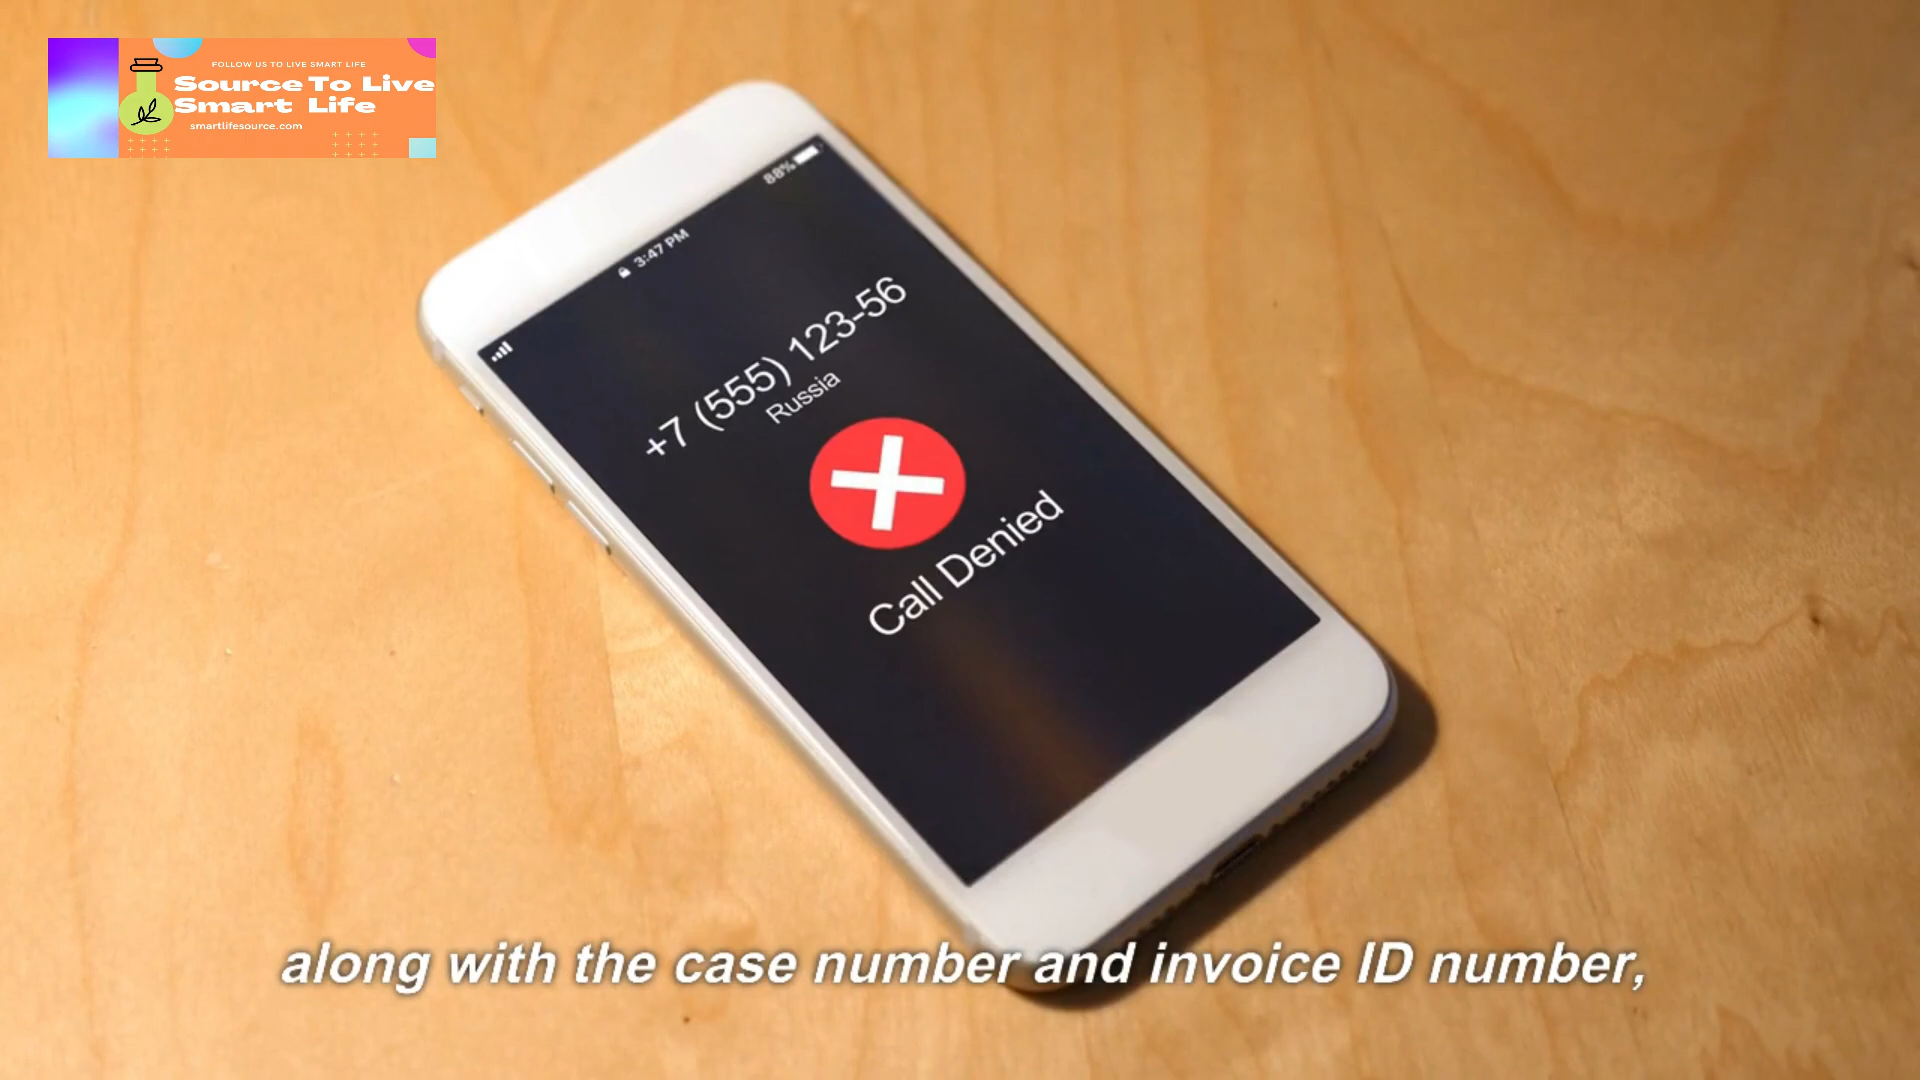 FOLLOW US TO LIVE SMART LIFE
Source To Live
Smart Life
smartlifesource.com
88%
3:47 PM
+7 (555) 123-56
Russia
Call Denied
along with the case number and invoice ID number,